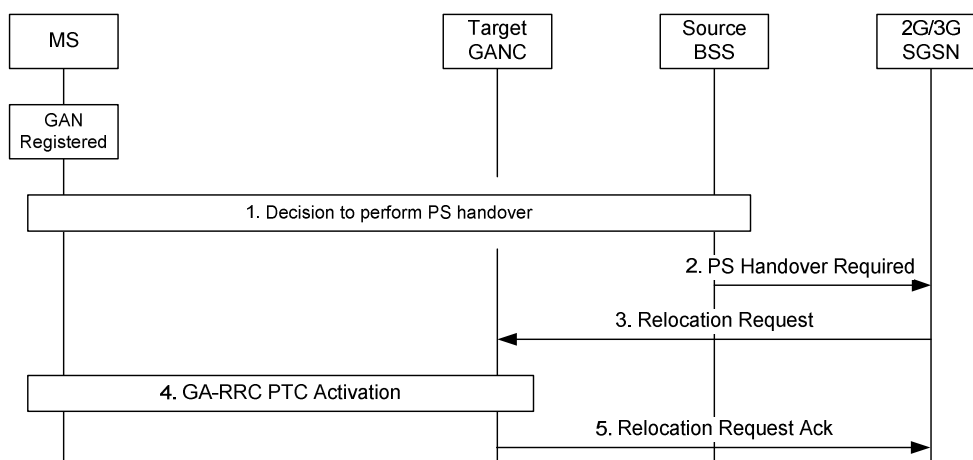 MS
Target
GANC
Source
BSS
2G/3G
SGSN
GAN
Registered
1. Decision to perform PS handover
2. PS Handover Required
3. Relocation Request
4. GA-RRC PTC Activation
5. Relocation Request Ack